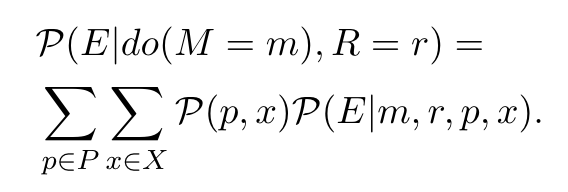 𝒫(E|do(M = m), R = r) =
∑_{p∈P} ∑_{x∈X} 𝒫(p, x)𝒫(E|m, r, p, x).